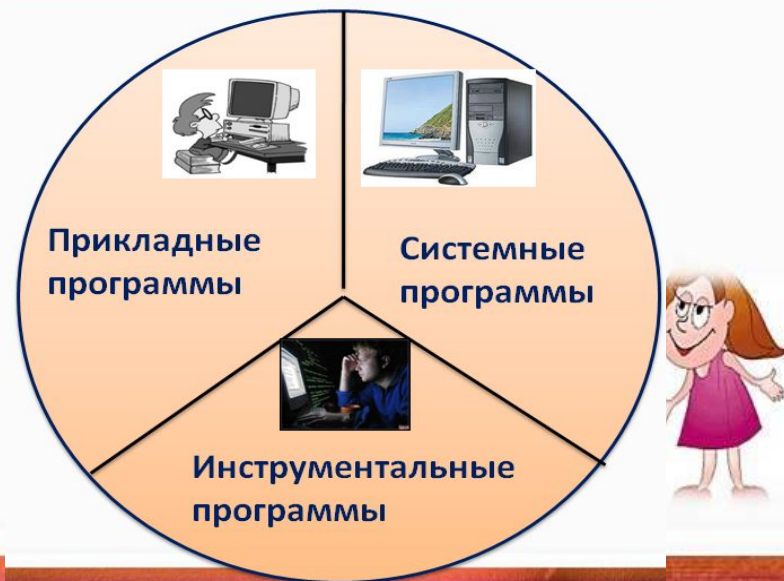 Прикладные
программы
Системные
программы
Инструментальные
программы